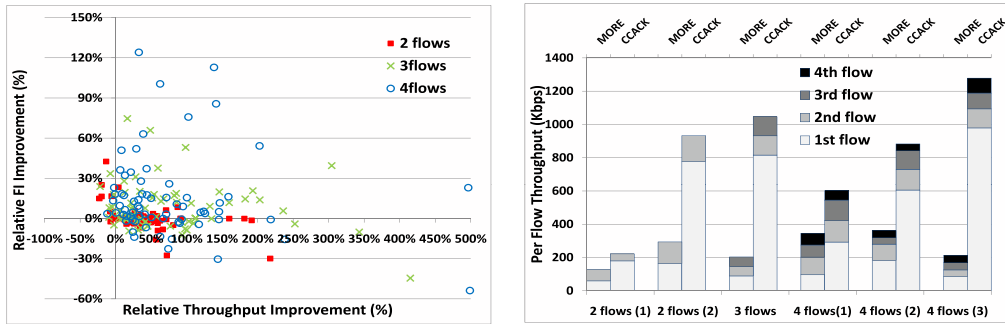 150%
120%
90%
60%
30%
0%
-30%
-60%
-100% -50% 0% 50% 100% 150% 200% 250% 300% 350% 400% 450% 500%
Relative FI Improvement (%)
Relative Throughput Improvement (%)
2 flows
3flows
4flows
MORE CCACK MORE CCACK MORE CCACK MORE CCACK MORE CCACK MORE CCACK
1400
1200
1000
800
600
400
200
0
Per Flow Throughput (Kbps)
4th flow
3rd flow
2nd flow
1st flow
2 flows (1) 2 flows (2) 3 flows 4 flows(1) 4 flows (2) 4 flows (3)